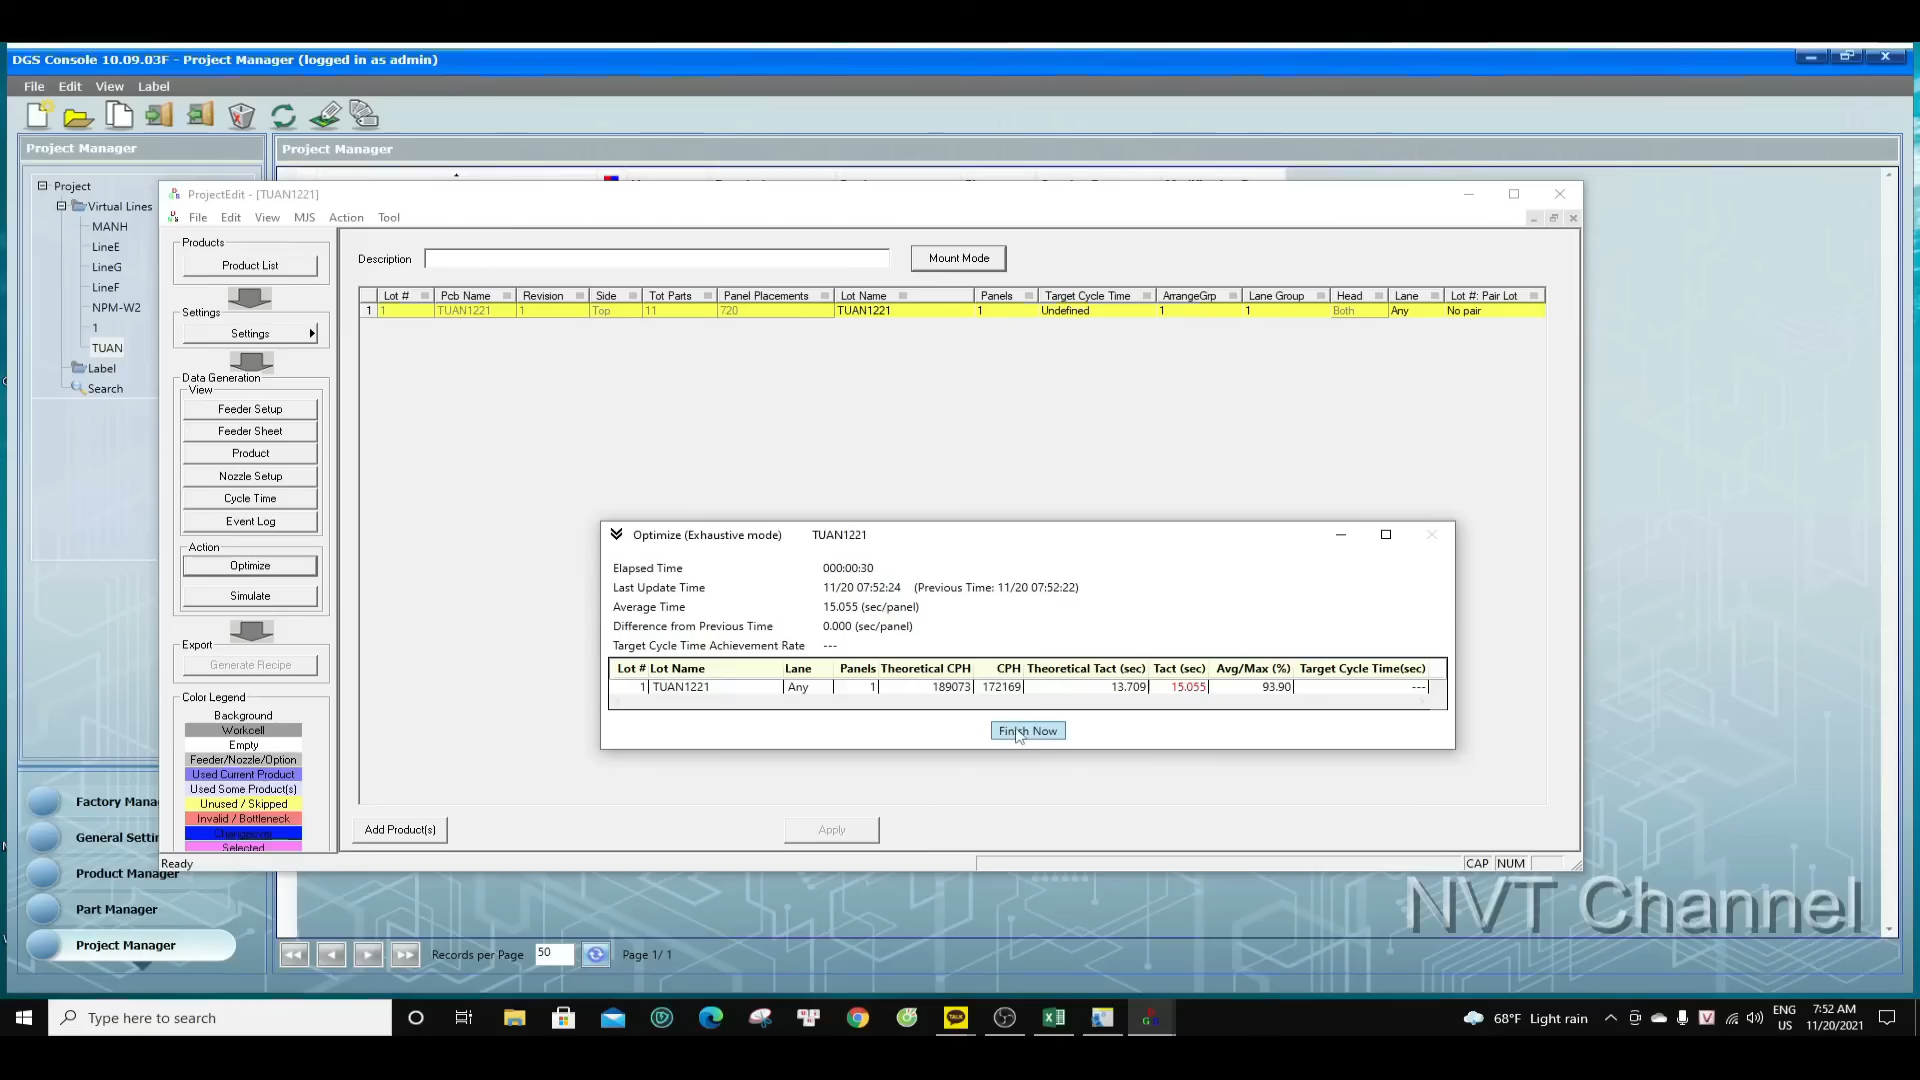 DGS Console 10.09.03F - Project Manager (logged in as admin)
File Edit View Label
Project Manager
Project Manager
Project
Virtual Lines
MANH
LineE
LineG
LineF
NPM-W2
1
TUAN
Label
Search
ProjectEdit - [TUAN1221]
File Edit View MJS Action Tool
Products
Product List
Settings
Settings
Data Generation
View
Feeder Setup
Feeder Sheet
Product
Nozzle Setup
Cycle Time
Event Log
Action
Optimize
Simulate
Export
Generate Recipe
Color Legend
Background
Workcell
Empty
Feeder/Nozzle/Option
Used Current Product
Used Some Product(s)
Unused / Skipped
Invalid / Bottleneck
Changeover
Selected
Description
Mount Mode
Lot # Pcb Name Revision Side Tot Parts Panel Placements Lot Name Panels Target Cycle Time ArrangeGrp Lane Group Head Lane Lot #: Pair Lot
1 1 TUAN1221 1 Top 11 720 TUAN1221 1 Undefined 1 1 Both Any No pair
Optimize (Exhaustive mode) TUAN1221
Elapsed Time 000:00:30
Last Update Time 11/20 07:52:24 (Previous Time: 11/20 07:52:22)
Average Time 15.055 (sec/panel)
Difference from Previous Time 0.000 (sec/panel)
Target Cycle Time Achievement Rate ---
Lot # Lot Name Lane Panels Theoretical CPH CPH Theoretical Tact (sec) Tact (sec) Avg/Max (%) Target Cycle Time(sec)
1 TUAN1221 Any 1 189073 172169 13.709 15.055 93.90 ---
Finish Now
Add Product(s)
Apply
Ready
CAP NUM
Factory Mana
General Settin
Product Manager
Part Manager
Project Manager
Records per Page 50 Page 1/ 1
NVT Channel
Type here to search
TALK
68°F Light rain
ENG
US
7:52 AM
11/20/2021